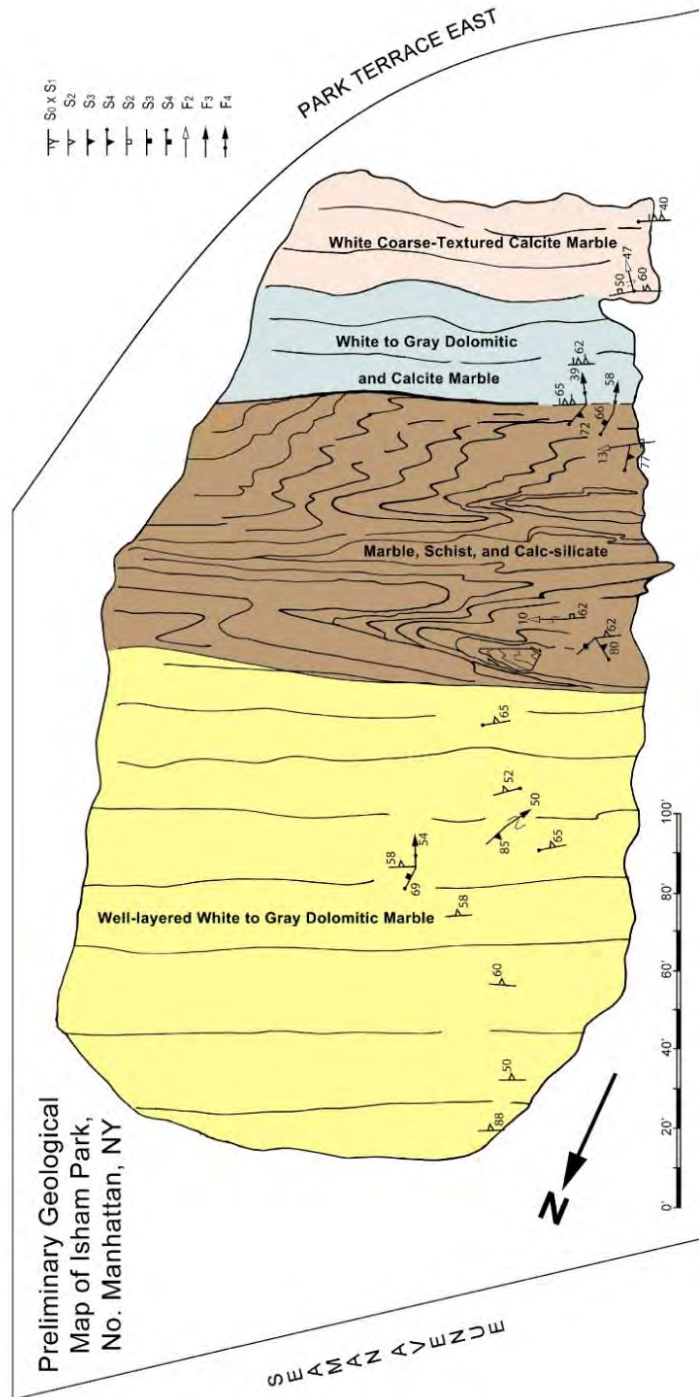 Preliminary Geological
Map of Isham Park,
No. Manhattan, NY
SEAMAN AVENUE
PARK TERRACE EAST
S0 x S1
S2
S3
S4
S2
S3
S4
F2
F3
F4
White Coarse-Textured Calcite Marble
40
47
50
60
White to Gray Dolomitic
and Calcite Marble
62
39
65
58
72
66
13
77
Marble, Schist, and Calc-silicate
10
62
62
80
65
52
50
85
65
58
54
69
Well-layered White to Gray Dolomitic Marble
58
60
50
88
N
0'
20'
40'
60'
80'
100'